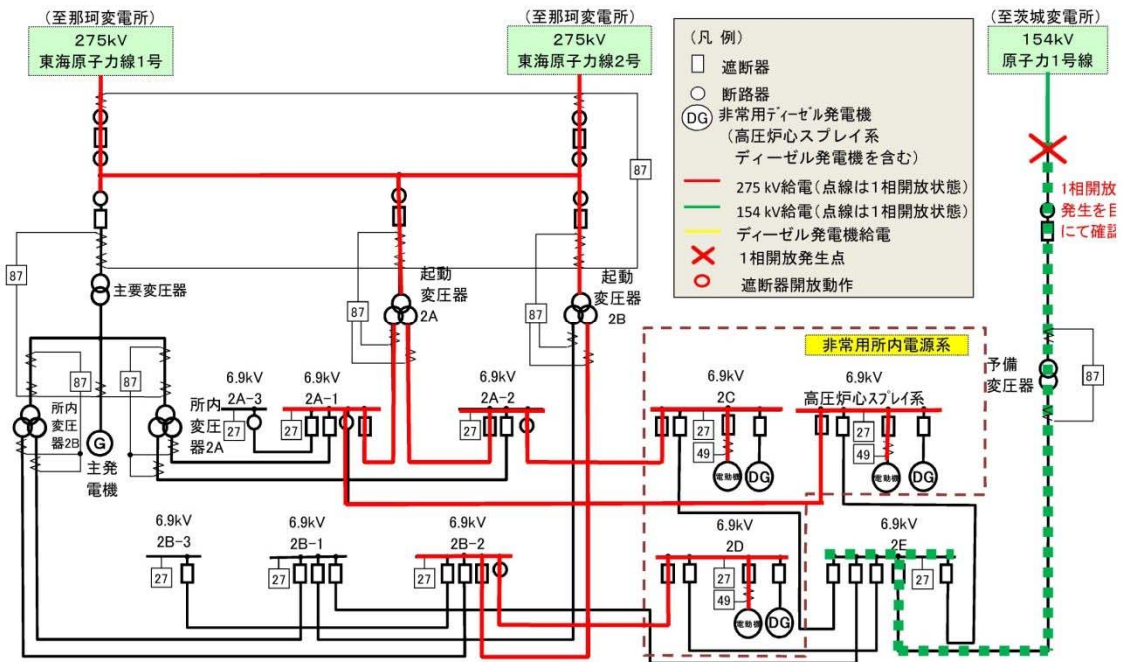 (至那珂変電所)
275kV
東海原子力線1号
(至那珂変電所)
275kV
東海原子力線2号
(至茨城変電所)
154kV
原子力1号線
(凡 例)
遮断器
断路器
DG
非常用ディーゼル発電機
(高圧炉心スプレイ系
ディーゼル発電機を含む)
275 kV給電(点線は1相開放状態)
154 kV給電(点線は1相開放状態)
ディーゼル発電機給電
1相開放発生点
遮断器開放動作
1相開放
発生を目
にて確認
87
87
87
87
87
87
87
主要変圧器
起動
変圧器
2A
起動
変圧器
2B
予備
変圧器
所内
変圧
器2B
G
主発
電機
所内
変圧
器2A
非常用所内電源系
6.9kV
2A-3
27
6.9kV
2A-1
27
6.9kV
2A-2
27
6.9kV
2C
27
49
電動機
DG
6.9kV
高圧炉心スプレイ系
27
49
電動機
DG
6.9kV
2B-3
27
6.9kV
2B-1
27
6.9kV
2B-2
27
6.9kV
2D
27
49
電動機
DG
6.9kV
2E
27